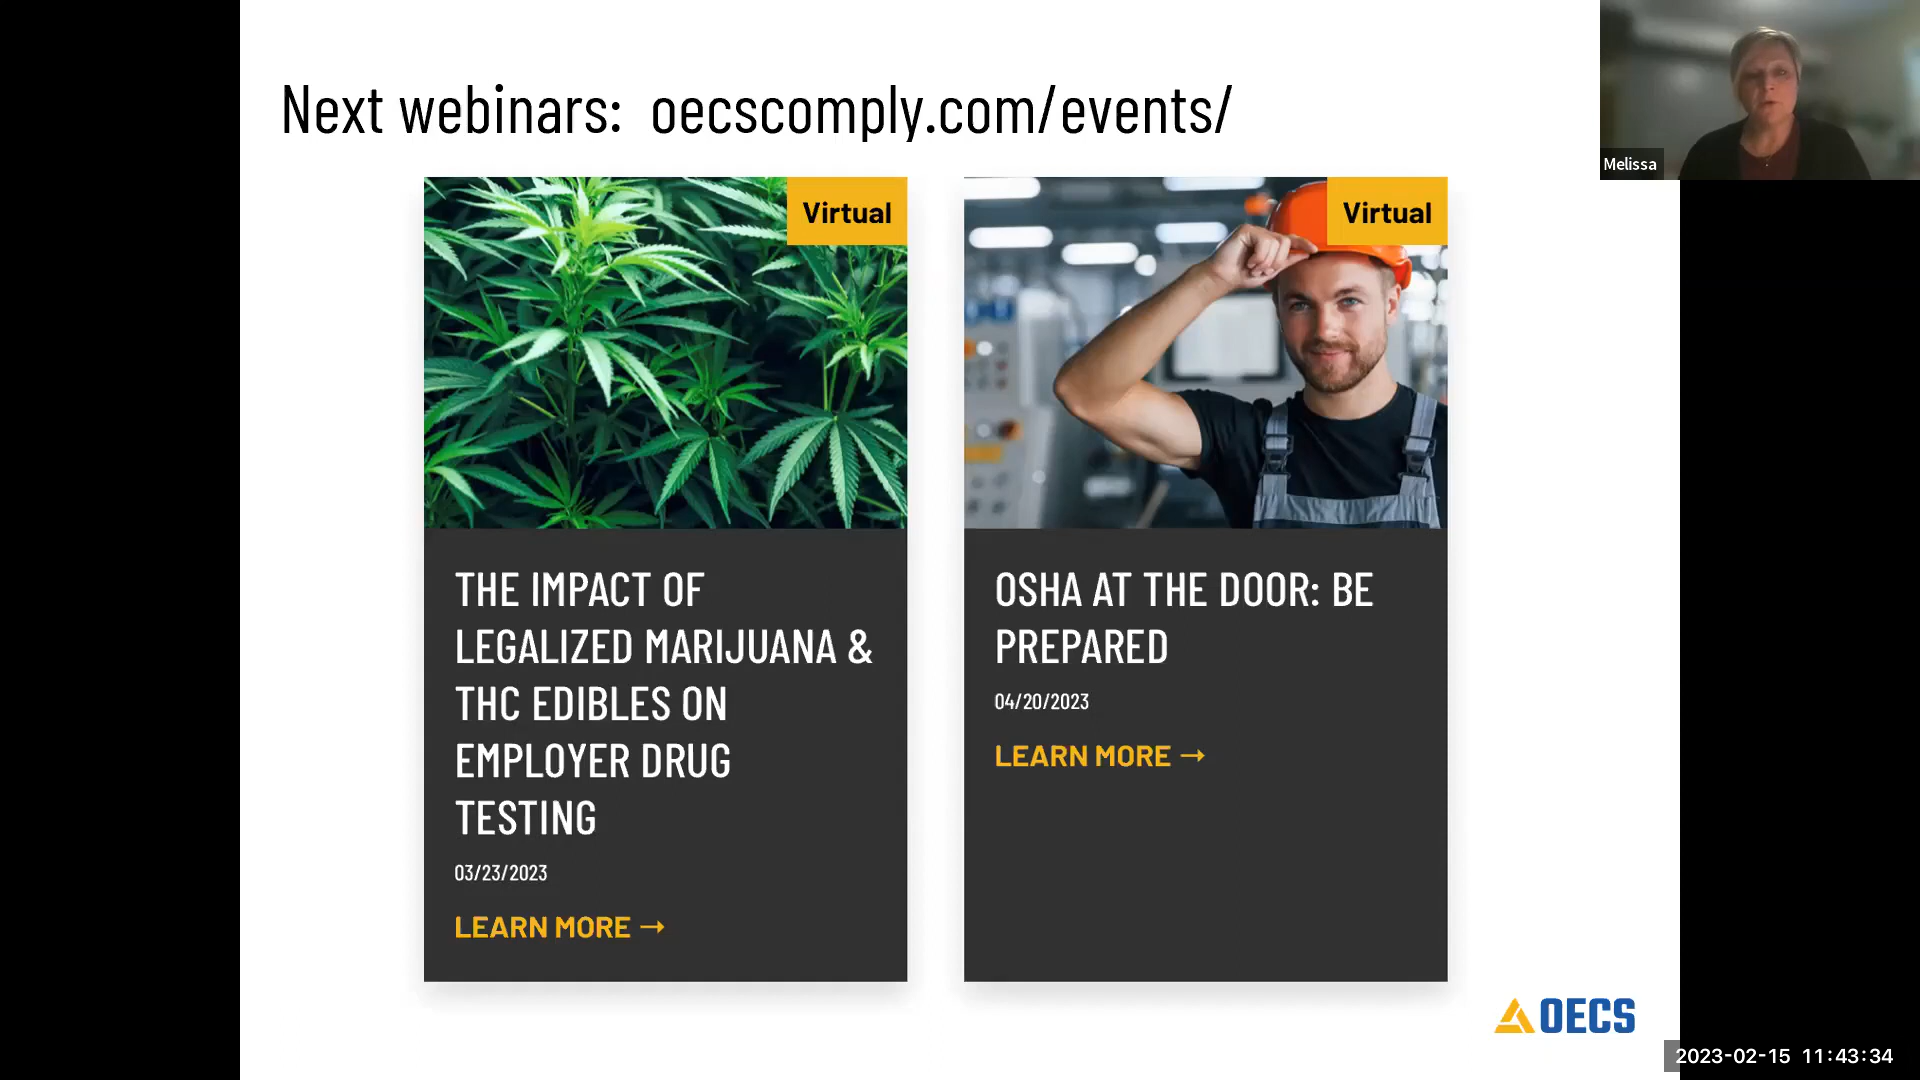 Next webinars: oecscomply.com/events/
Melissa
Virtual
THE IMPACT OF
LEGALIZED MARIJUANA &
THC EDIBLES ON
EMPLOYER DRUG
TESTING
03/23/2023
LEARN MORE →
Virtual
OSHA AT THE DOOR: BE
PREPARED
04/20/2023
LEARN MORE →
OECS
2023-02-15 11:43:34